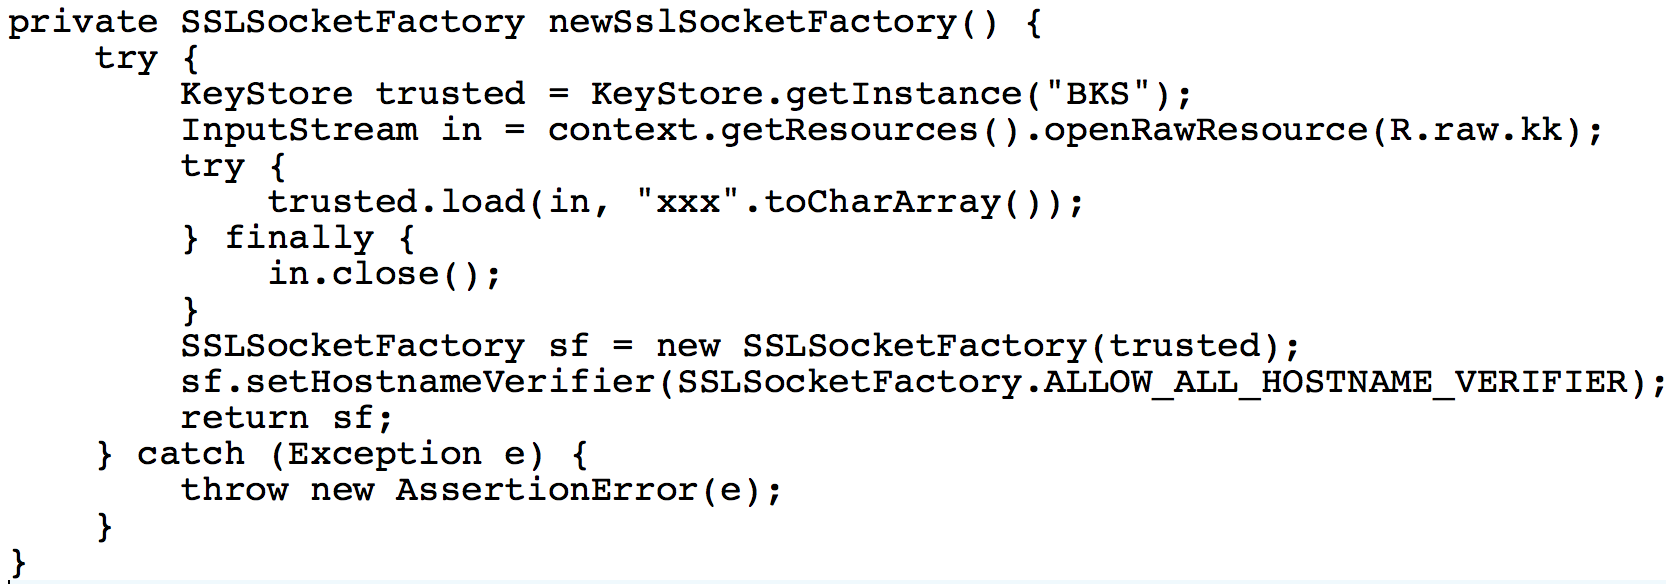 private SSLSocketFactory newSslSocketFactory() {
    try {
        KeyStore trusted = KeyStore.getInstance("BKS");
        InputStream in = context.getResources().openRawResource(R.raw.kk);
        try {
            trusted.load(in, "xxx".toCharArray());
        } finally {
            in.close();
        }
        SSLSocketFactory sf = new SSLSocketFactory(trusted);
        sf.setHostnameVerifier(SSLSocketFactory.ALLOW_ALL_HOSTNAME_VERIFIER);
        return sf;
    } catch (Exception e) {
        throw new AssertionError(e);
    }
}